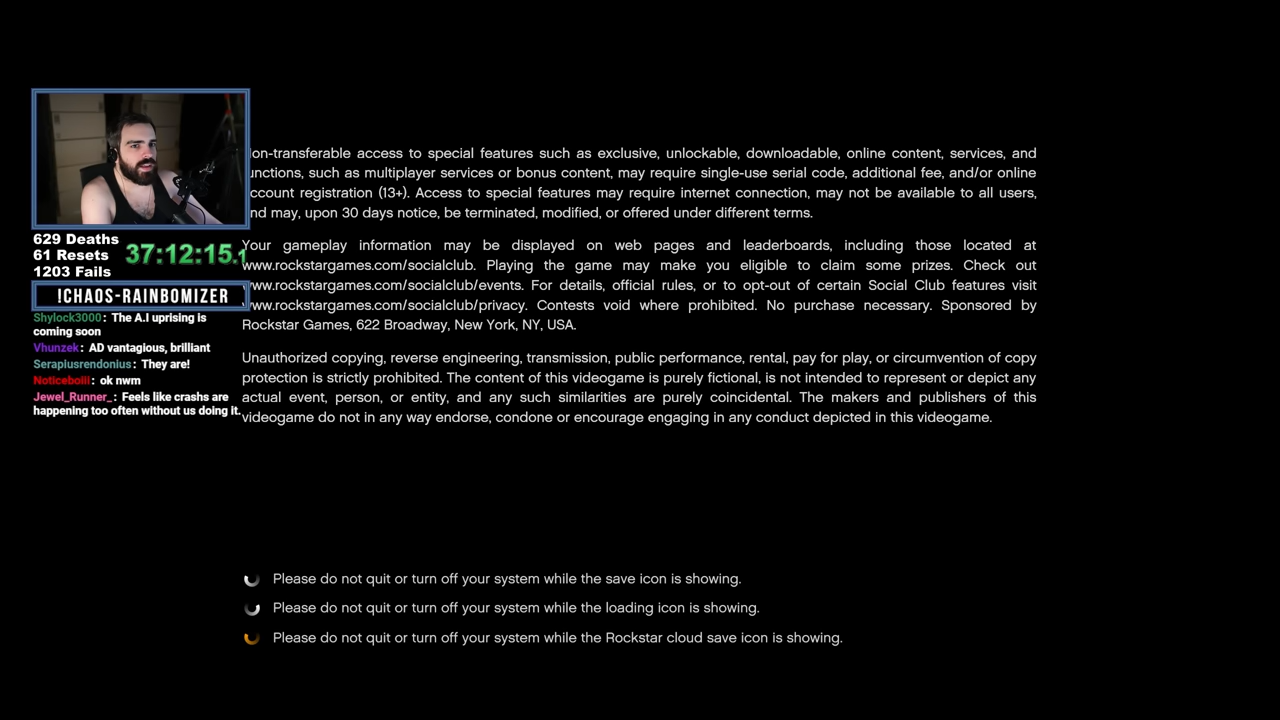 on-transferable access to special features such as exclusive, unlockable, downloadable, online content, services, and
unctions, such as multiplayer services or bonus content, may require single-use serial code, additional fee, and/or online
ccount registration (13+). Access to special features may require internet connection, may not be available to all users,
nd may, upon 30 days notice, be terminated, modified, or offered under different terms.
629 Deaths
61 Resets
1203 Fails
37:12:15.1
Your gameplay information may be displayed on web pages and leaderboards, including those located at
www.rockstargames.com/socialclub. Playing the game may make you eligible to claim some prizes. Check out
www.rockstargames.com/socialclub/events. For details, official rules, or to opt-out of certain Social Club features visit
www.rockstargames.com/socialclub/privacy. Contests void where prohibited. No purchase necessary. Sponsored by
Rockstar Games, 622 Broadway, New York, NY, USA.
!CHAOS-RAINBOMIZER
Shylock3000: The A.I uprising is
coming soon
Vhunzek: AD vantagious, brilliant
Serapiusrendonius: They are!
Noticeboiii: ok nwm
Jewel_Runner_: Feels like crashs are
happening too often without us doing it.
Unauthorized copying, reverse engineering, transmission, public performance, rental, pay for play, or circumvention of copy
protection is strictly prohibited. The content of this videogame is purely fictional, is not intended to represent or depict any
actual event, person, or entity, and any such similarities are purely coincidental. The makers and publishers of this
videogame do not in any way endorse, condone or encourage engaging in any conduct depicted in this videogame.
Please do not quit or turn off your system while the save icon is showing.
Please do not quit or turn off your system while the loading icon is showing.
Please do not quit or turn off your system while the Rockstar cloud save icon is showing.